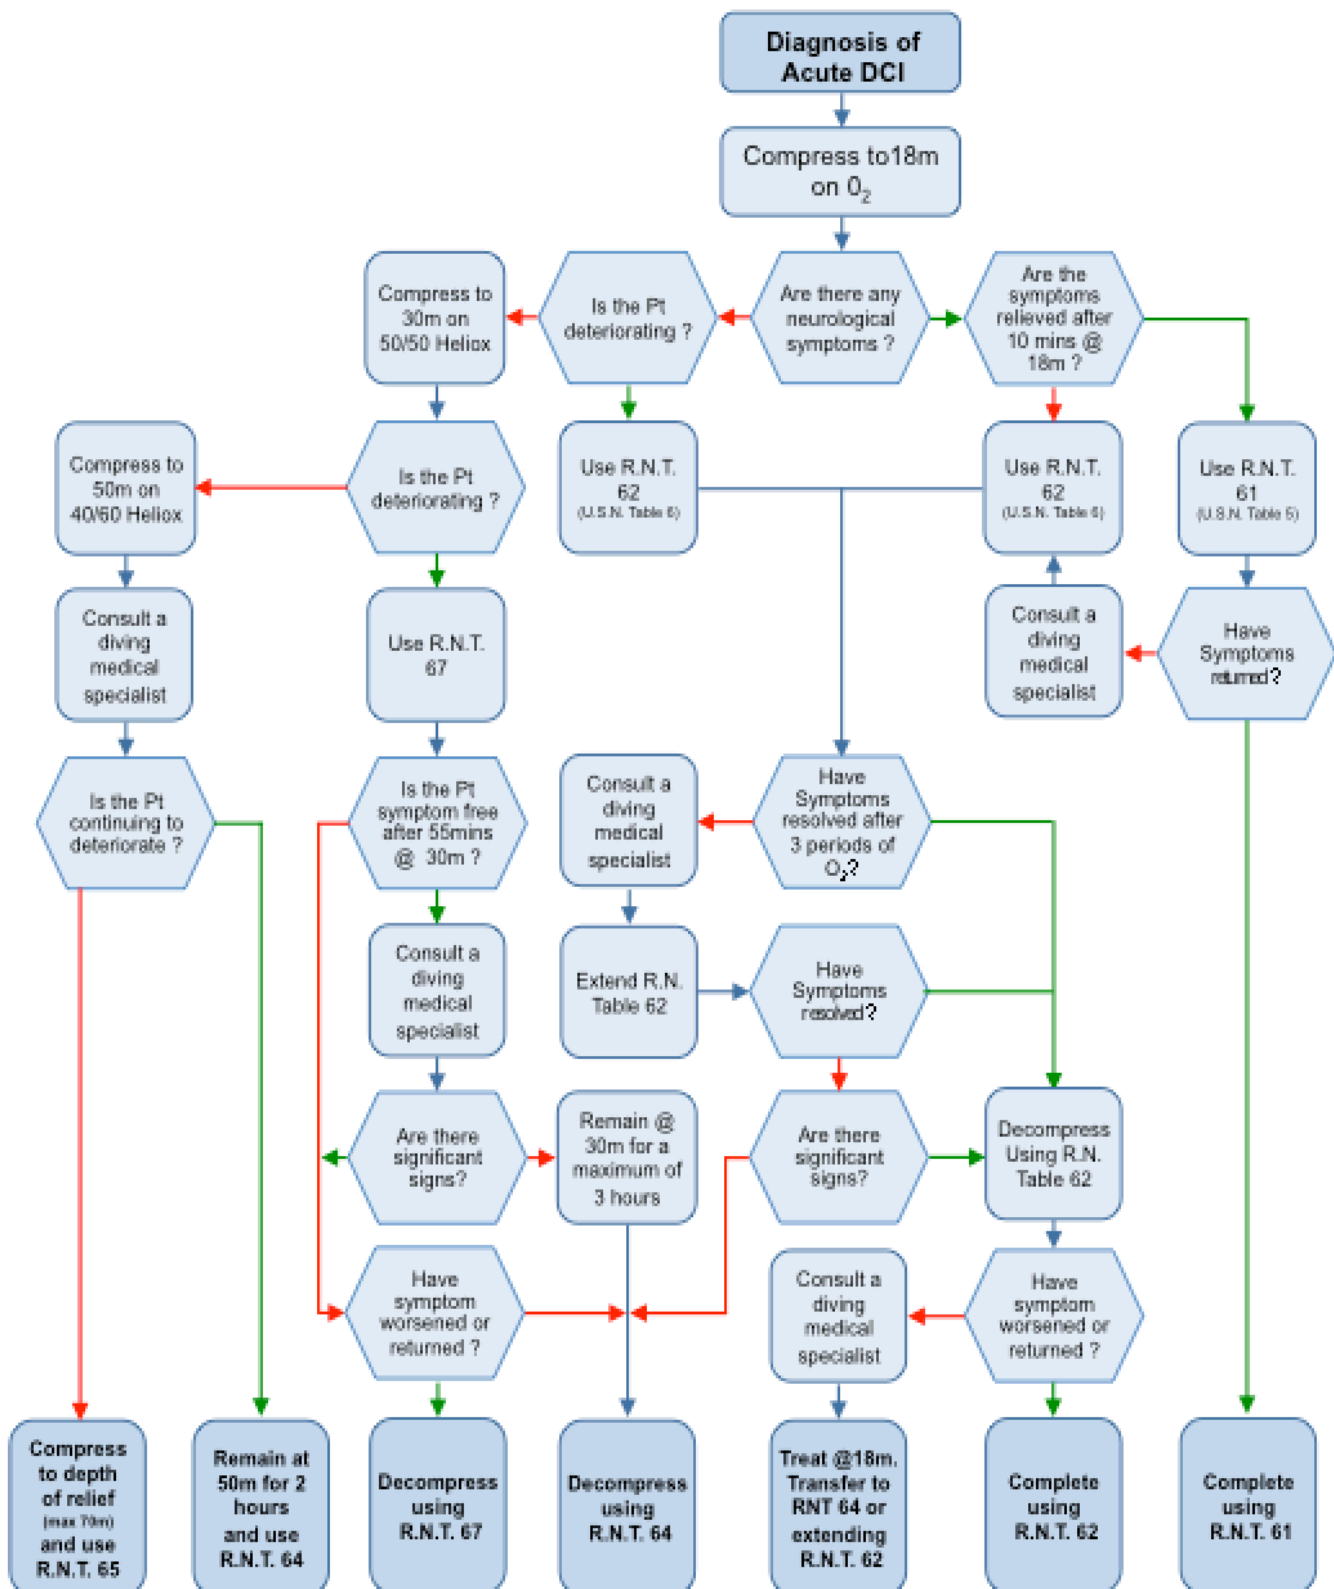 Diagnosis of
Acute DCI
Compress to18m
on 0₂
Compress to
30m on
50/50 Heliox
Is the Pt
deteriorating ?
Are there any
neurological
symptoms ?
Are the
symptoms
relieved after
10 mins @
18m ?
Compress to
50m on
40/60 Heliox
Is the Pt
deteriorating ?
Use R.N.T.
62
(U.S.N. Table 6)
Use R.N.T.
62
(U.S.N. Table 6)
Use R.N.T.
61
(U.S.N. Table 5)
Consult a
diving
medical
specialist
Use R.N.T.
67
Consult a
diving
medical
specialist
Have
Symptoms
returned?
Is the Pt
continuing to
deteriorate ?
Is the Pt
symptom free
after 55mins
@ 30m ?
Consult a
diving
medical
specialist
Have
Symptoms
resolved after
3 periods of
O₂?
Consult a
diving
medical
specialist
Extend R.N.
Table 62
Have
Symptoms
resolved?
Are there
significant
signs?
Remain @
30m for a
maximum of
3 hours
Are there
significant
signs?
Decompress
Using R.N.
Table 62
Have
symptom
worsened or
returned ?
Consult a
diving
medical
specialist
Have
symptom
worsened or
returned ?
Compress
to depth
of relief
(max 70m)
and use
R.N.T. 65
Remain at
50m for 2
hours
and use
R.N.T. 64
Decompress
using
R.N.T. 67
Decompress
using
R.N.T. 64
Treat @18m.
Transfer to
RNT 64 or
extending
R.N.T. 62
Complete
using
R.N.T. 62
Complete
using
R.N.T. 61